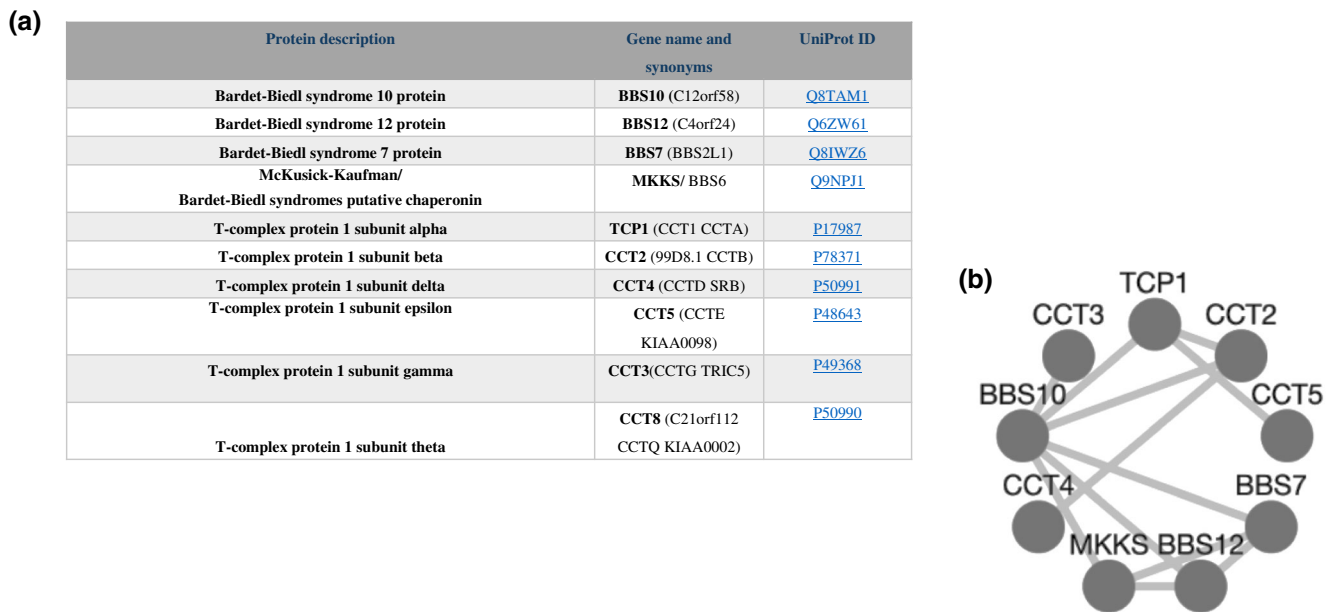 (a)
Protein description Gene name and synonyms UniProt ID
Bardet-Biedl syndrome 10 protein BBS10 (C12orf58) Q8TAM1
Bardet-Biedl syndrome 12 protein BBS12 (C4orf24) Q6ZW61
Bardet-Biedl syndrome 7 protein BBS7 (BBS2L1) Q8IWZ6
McKusick-Kaufman/
Bardet-Biedl syndromes putative chaperonin MKKS/ BBS6 Q9NPJ1
T-complex protein 1 subunit alpha TCP1 (CCT1 CCTA) P17987
T-complex protein 1 subunit beta CCT2 (99D8.1 CCTB) P78371
T-complex protein 1 subunit delta CCT4 (CCTD SRB) P50991
T-complex protein 1 subunit epsilon CCT5 (CCTE
KIAA0098) P48643
T-complex protein 1 subunit gamma CCT3(CCTG TRIC5) P49368
T-complex protein 1 subunit theta CCT8 (C21orf112
CCTQ KIAA0002) P50990
(b)
TCP1
CCT3 CCT2
BBS10 CCT5
CCT4 BBS7
MKKS BBS12